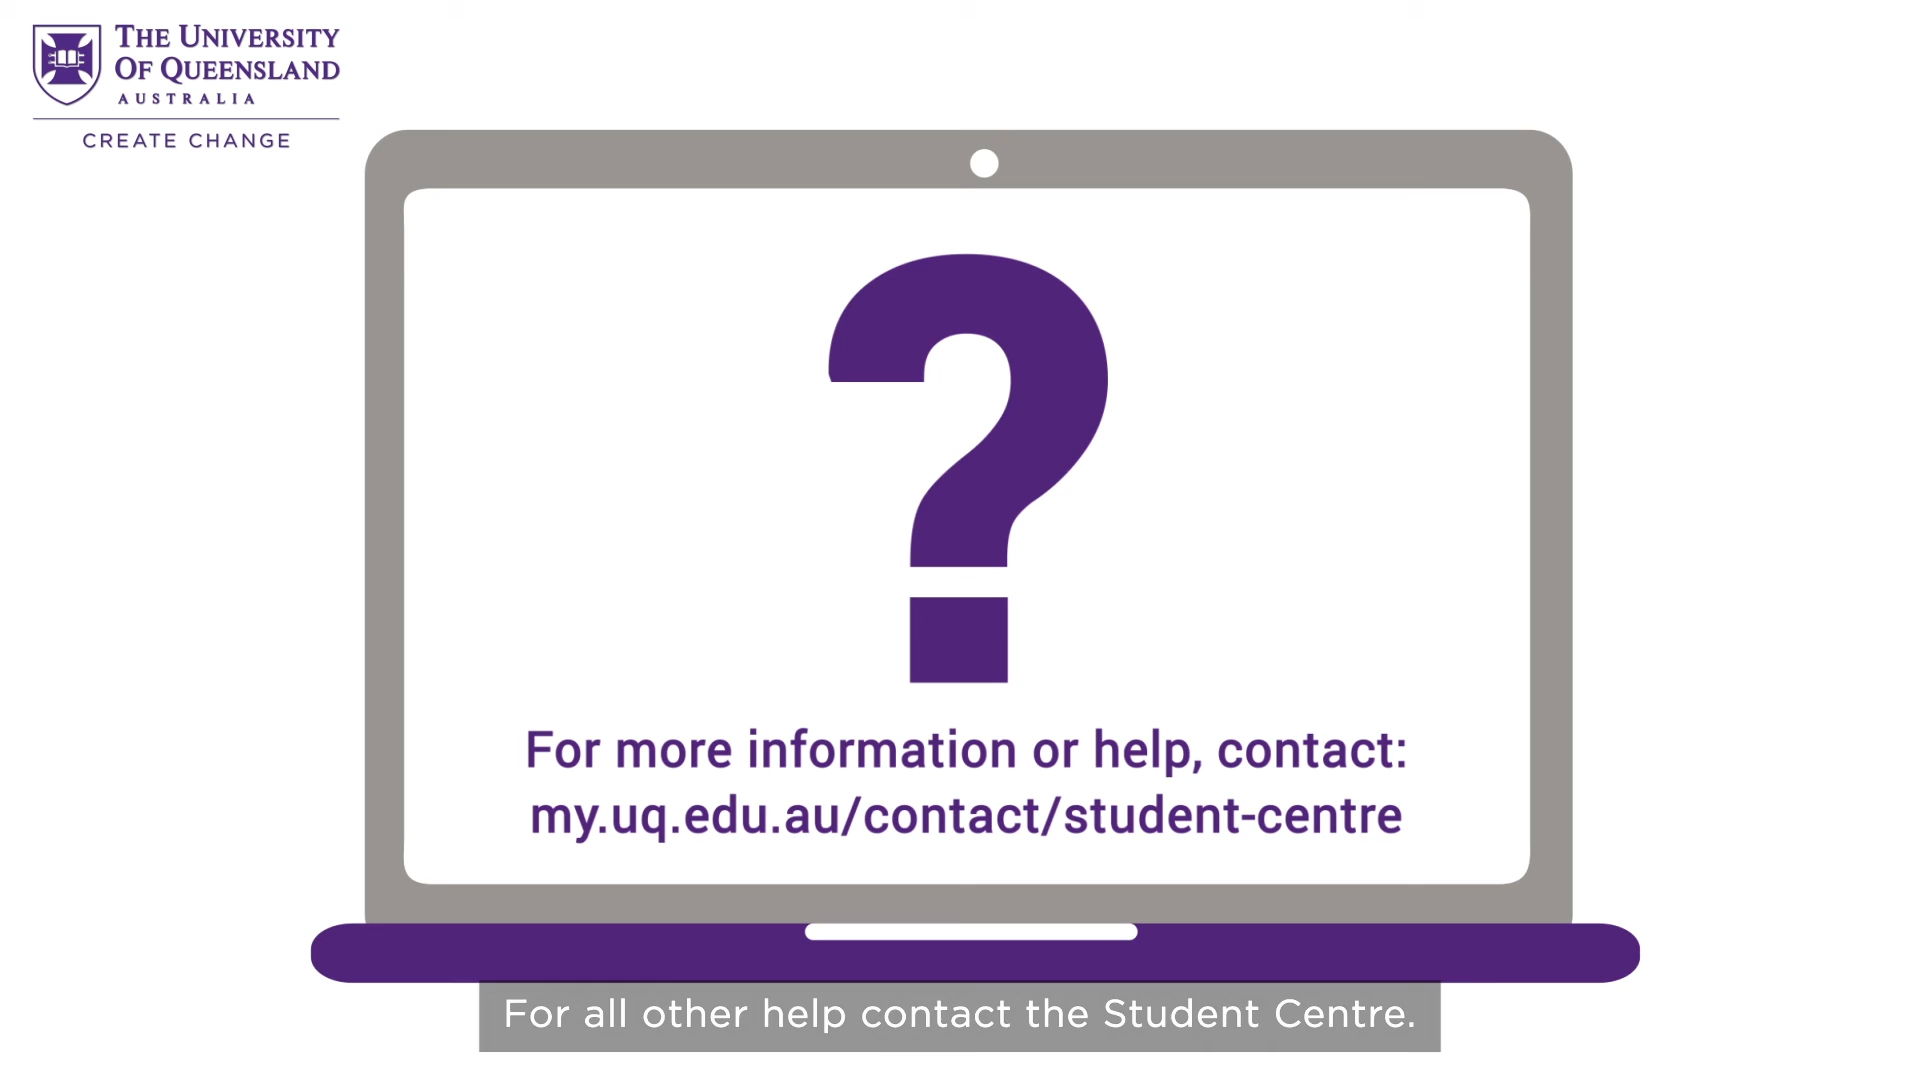 THE UNIVERSITY
OF QUEENSLAND
AUSTRALIA
CREATE CHANGE
?
For more information or help, contact:
my.uq.edu.au/contact/student-centre
For all other help contact the Student Centre.